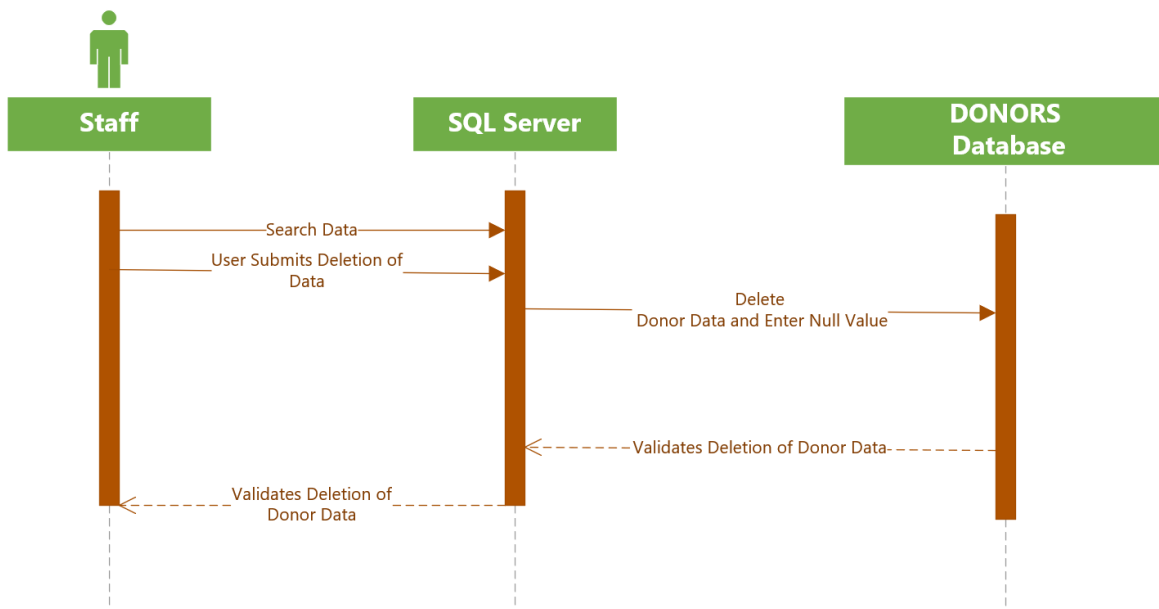 Staff
SQL Server
DONORS
Database
Search Data
User Submits Deletion of
Data
Delete
Donor Data and Enter Null Value
Validates Deletion of Donor Data
Validates Deletion of
Donor Data